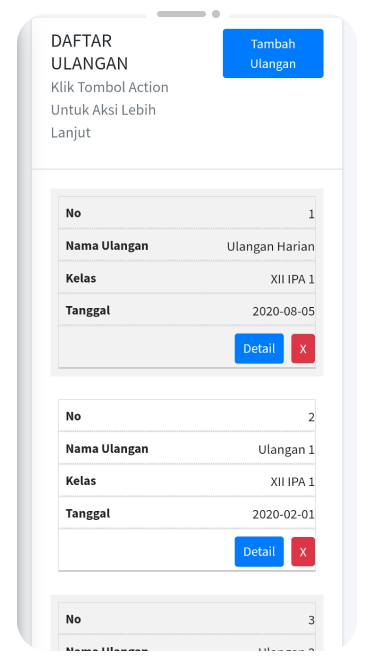 DAFTAR
ULANGAN
Klik Tombol Action
Untuk Aksi Lebih
Lanjut
Tambah
Ulangan
No 1
Nama Ulangan Ulangan Harian
Kelas XII IPA 1
Tanggal 2020-08-05
Detail X
No 2
Nama Ulangan Ulangan 1
Kelas XII IPA 1
Tanggal 2020-02-01
Detail X
No 3
Nama Ulangan Ulangan